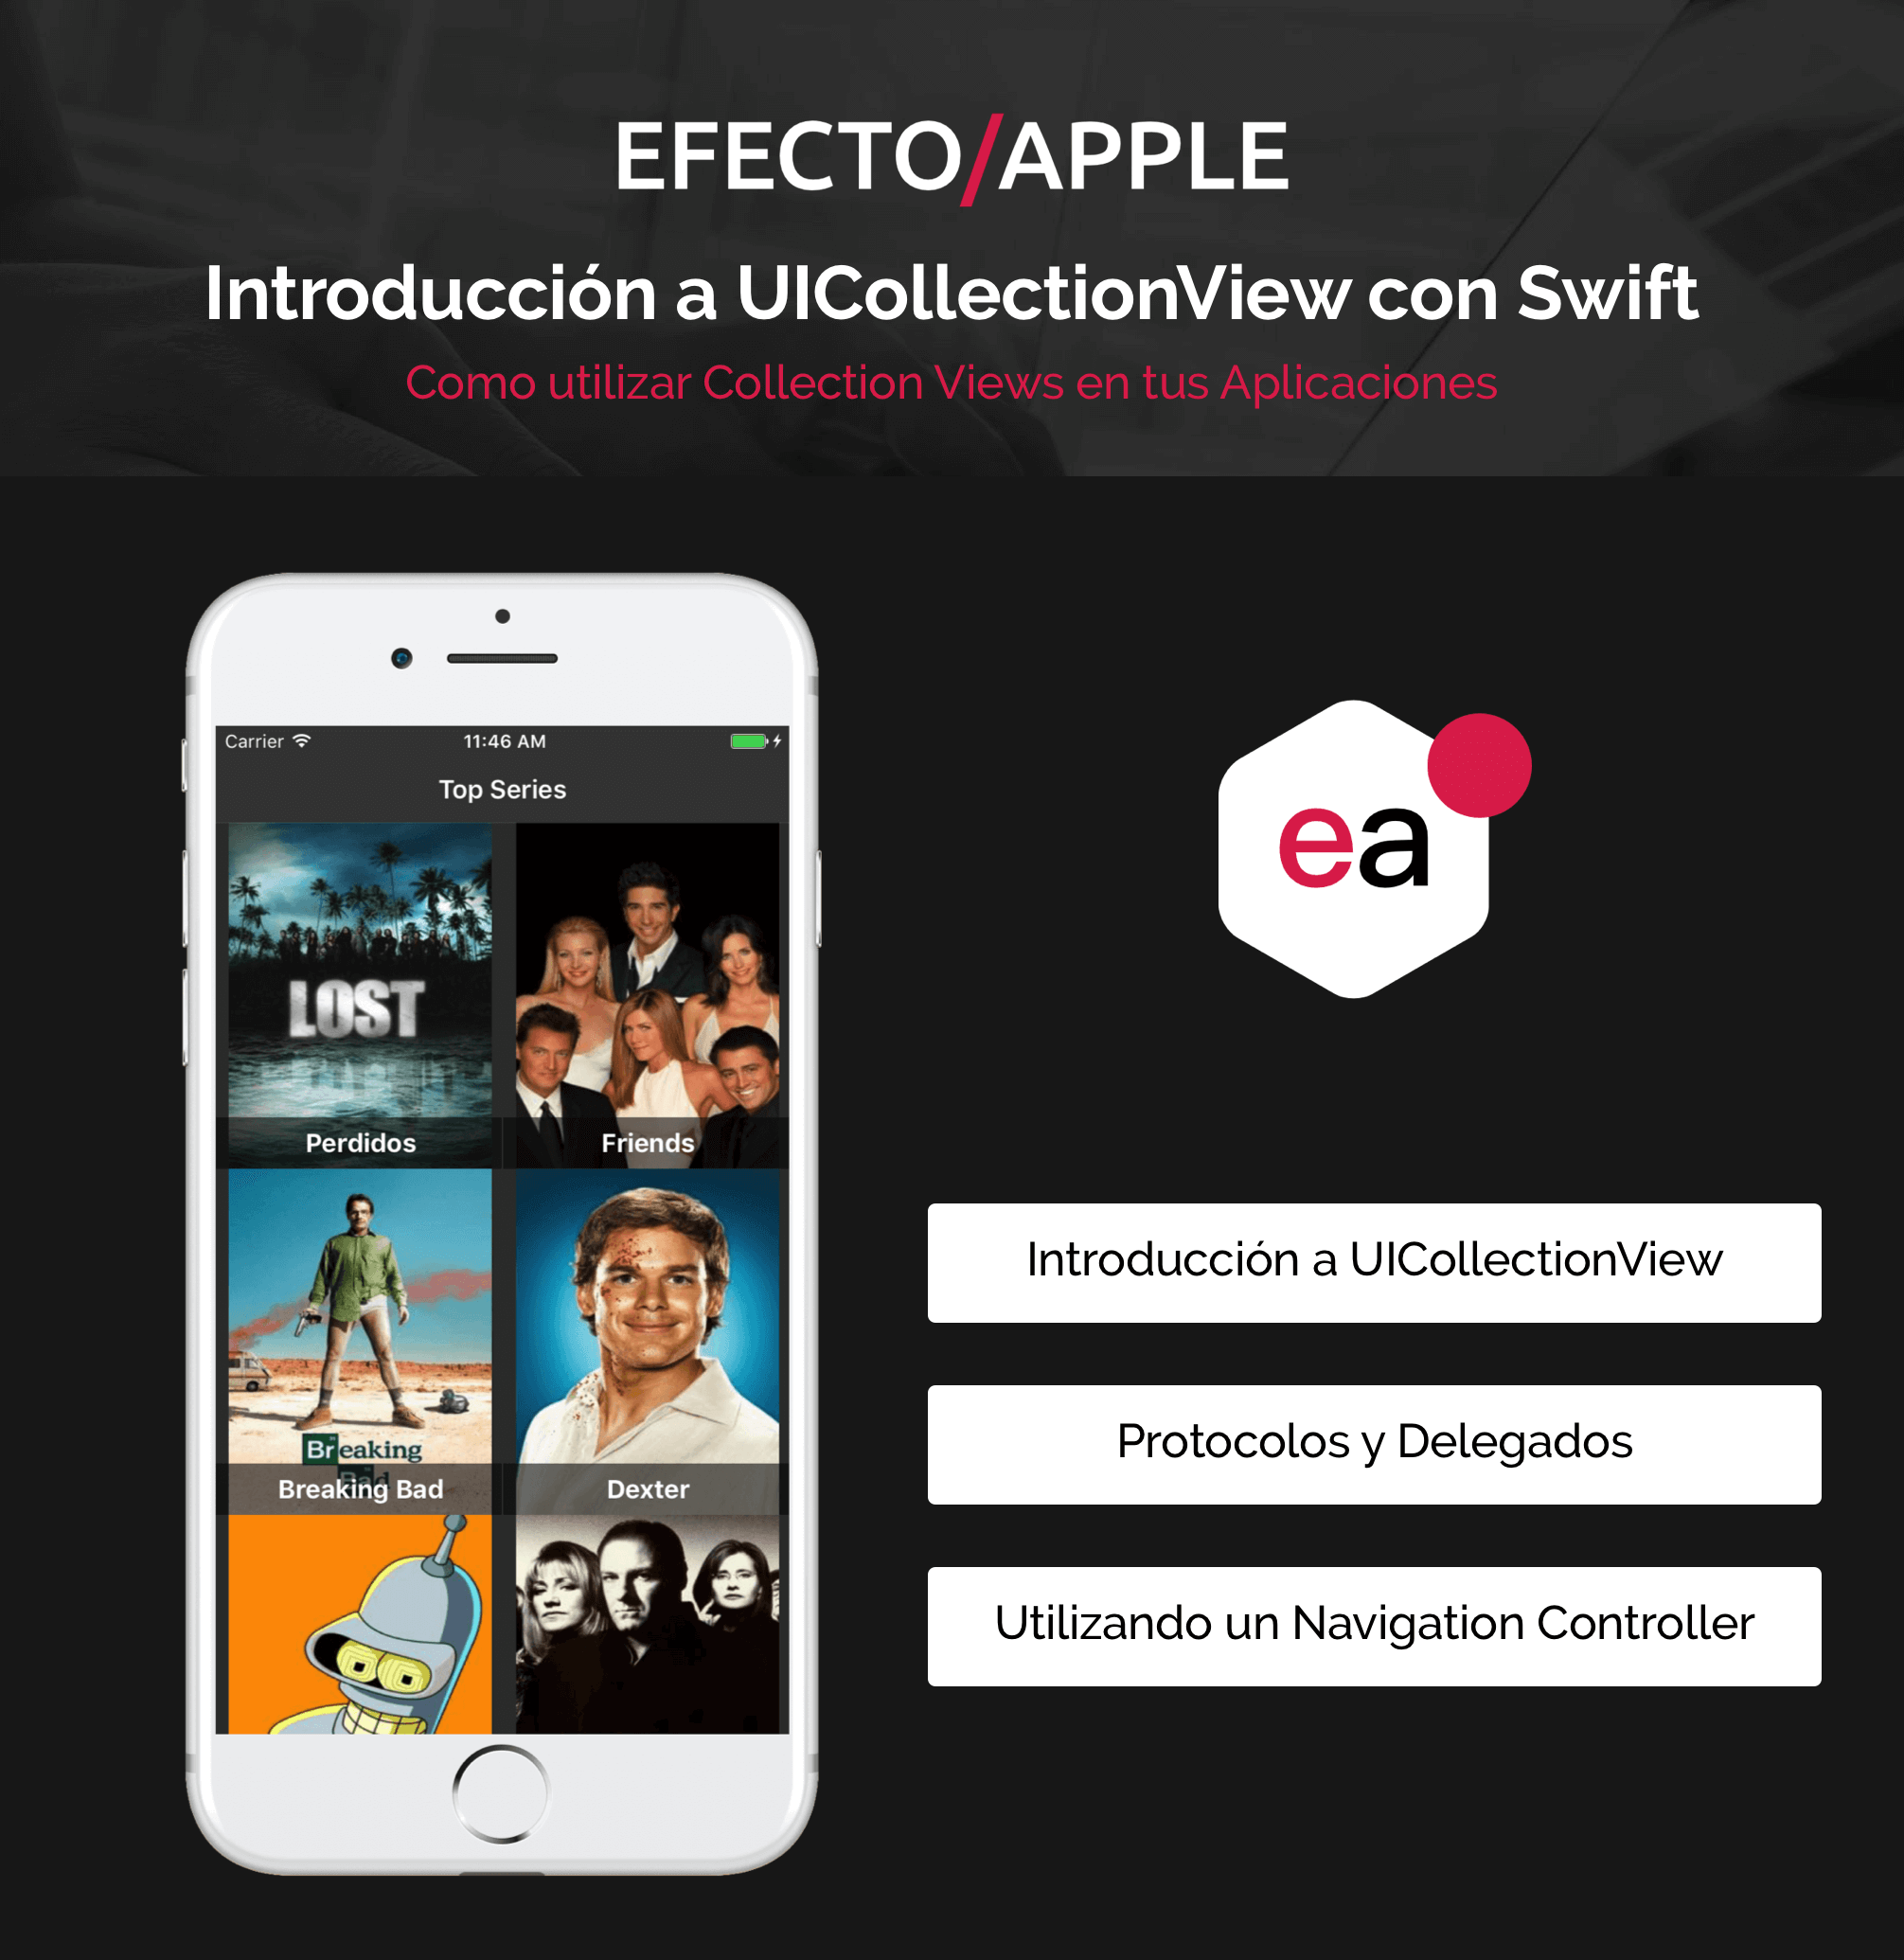 EFECTO/APPLE
Introducción a UICollectionView con Swift
Como utilizar Collection Views en tus Aplicaciones
Carrier
11:46 AM
Top Series
LOST
Perdidos
Friends
Breaking
Bad
Breaking Bad
Dexter
ea
Introducción a UICollectionView
Protocolos y Delegados
Utilizando un Navigation Controller